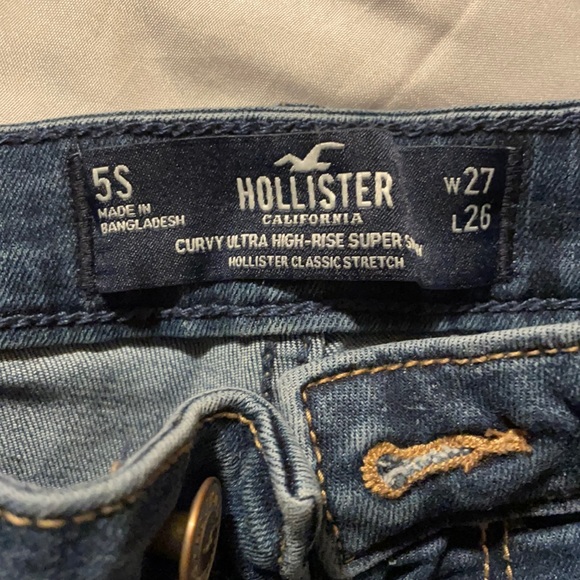 5S
MADE IN
BANGLADESH
HOLLISTER
CALIFORNIA
CURVY ULTRA HIGH-RISE SUPER
HOLLISTER CLASSIC STRETCH
W27
L26